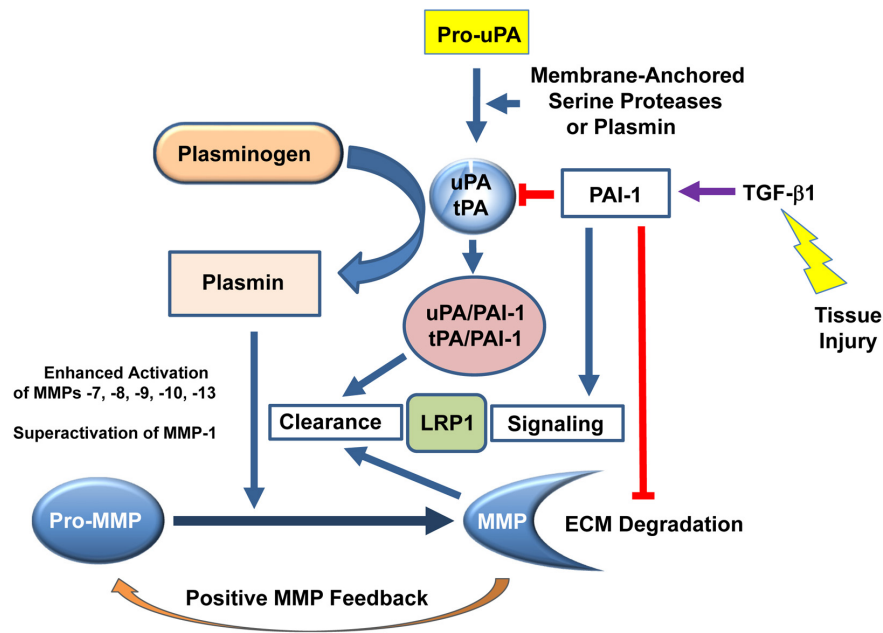 Pro-uPA
Membrane-Anchored
Serine Proteases
or Plasmin
Plasminogen
uPA
tPA
PAI-1
TGF-β1
Plasmin
uPA/PAI-1
tPA/PAI-1
Tissue
Injury
Enhanced Activation
of MMPs -7, -8, -9, -10, -13
Superactivation of MMP-1
Clearance
LRP1
Signaling
Pro-MMP
MMP
ECM Degradation
Positive MMP Feedback